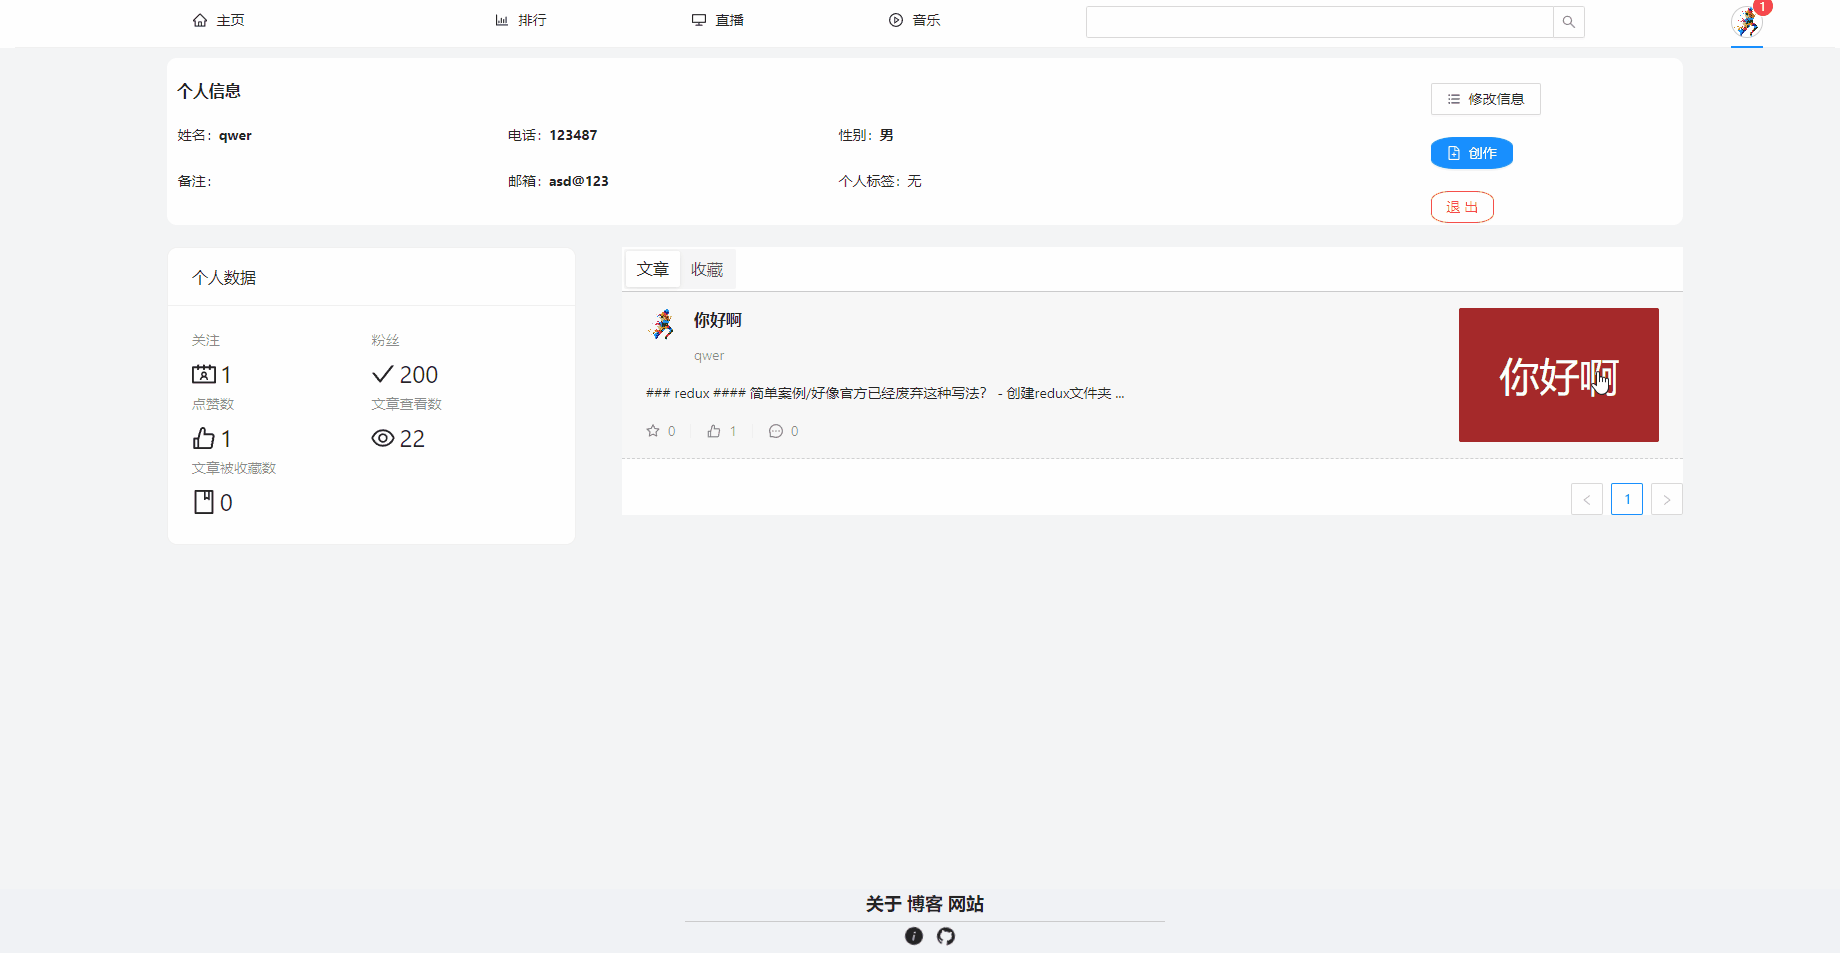 主页 排行 直播 音乐 1
个人信息
修改信息
姓名：qwer 电话：123487 性别：男
创作
备注： 邮箱：asd@123 个人标签：无
退 出
个人数据
关注 粉丝
1 200
点赞数 文章查看数
1 22
文章被收藏数
0
文章 收藏
你好啊
qwer
### redux #### 简单案例/好像官方已经废弃这种写法？ - 创建redux文件夹 ...
0 1 0
你好啊
< 1 >
关于 博客 网站